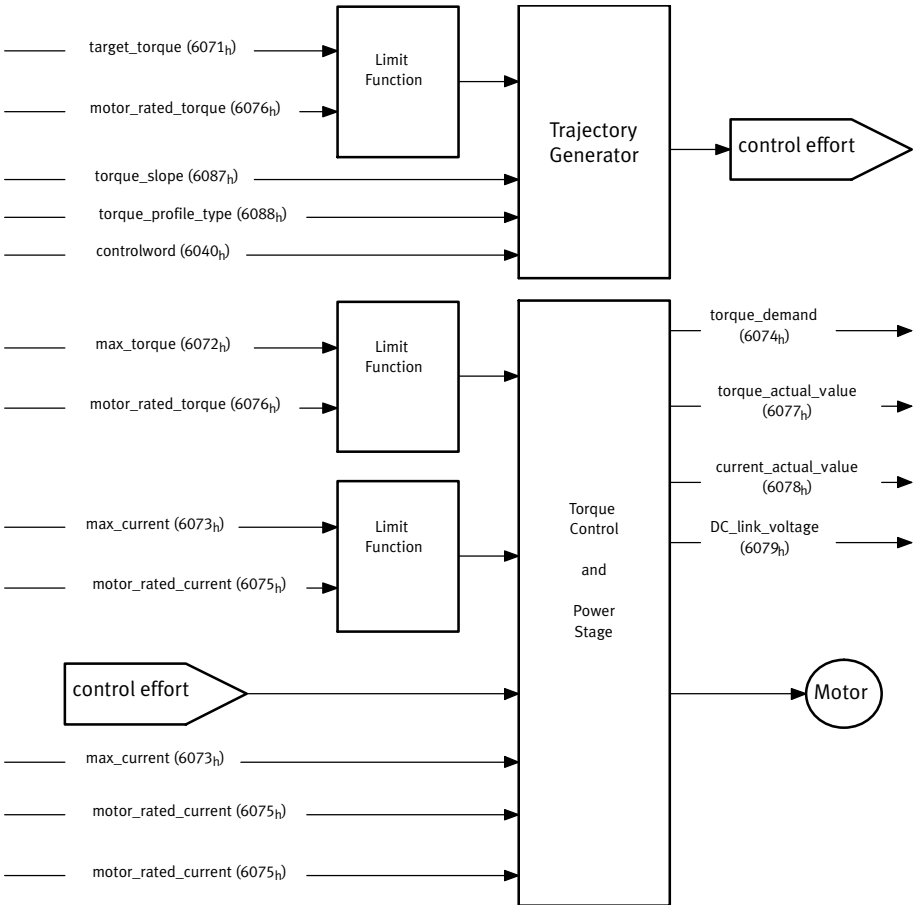 target_torque (6071h)
motor_rated_torque (6076h)
Limit
Function
torque_slope (6087h)
torque_profile_type (6088h)
controlword (6040h)
Trajectory
Generator
control effort
max_torque (6072h)
motor_rated_torque (6076h)
Limit
Function
max_current (6073h)
motor_rated_current (6075h)
Limit
Function
control effort
max_current (6073h)
motor_rated_current (6075h)
motor_rated_current (6075h)
Torque
Control
and
Power
Stage
torque_demand
(6074h)
torque_actual_value
(6077h)
current_actual_value
(6078h)
DC_link_voltage
(6079h)
Motor